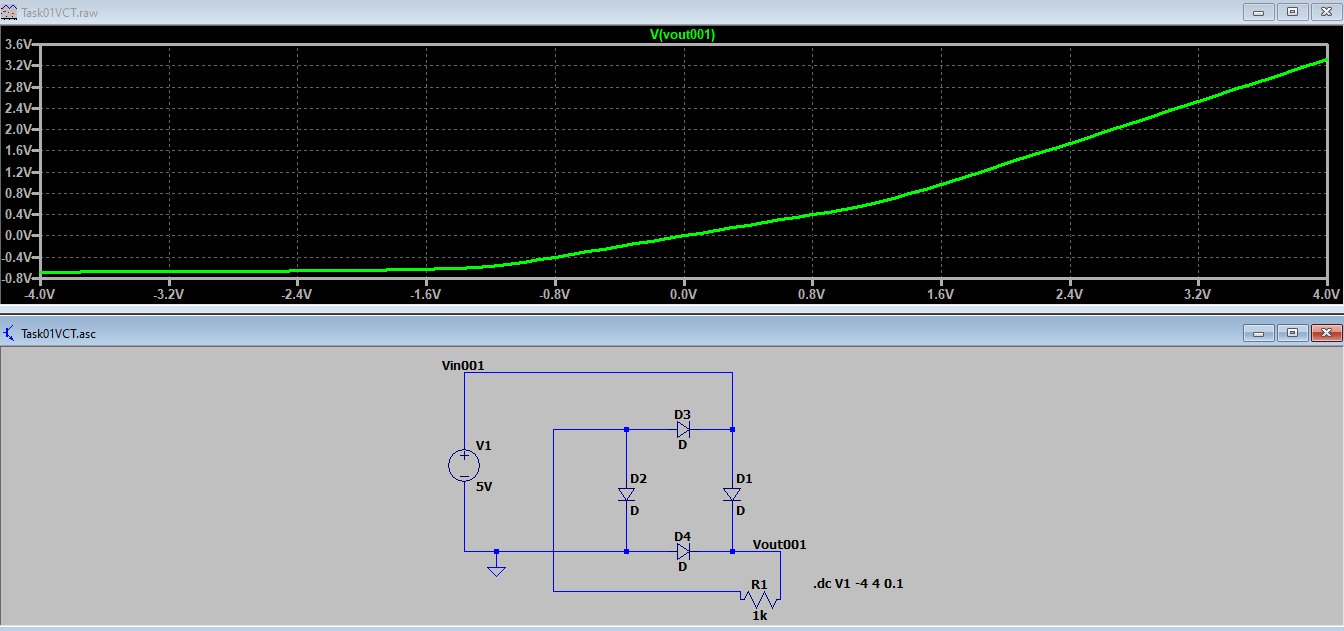 Task01VCT.raw
V(vout001)
3.6V
3.2V
2.8V
2.4V
2.0V
1.6V
1.2V
0.8V
0.4V
0.0V
-0.4V
-0.8V
-4.0V -3.2V -2.4V -1.6V -0.8V 0.0V 0.8V 1.6V 2.4V 3.2V 4.0V
Task01VCT.asc
Vin001
D3
D
V1
5V
D2
D
D1
D
D4
D
Vout001
R1
1k
.dc V1 -4 4 0.1